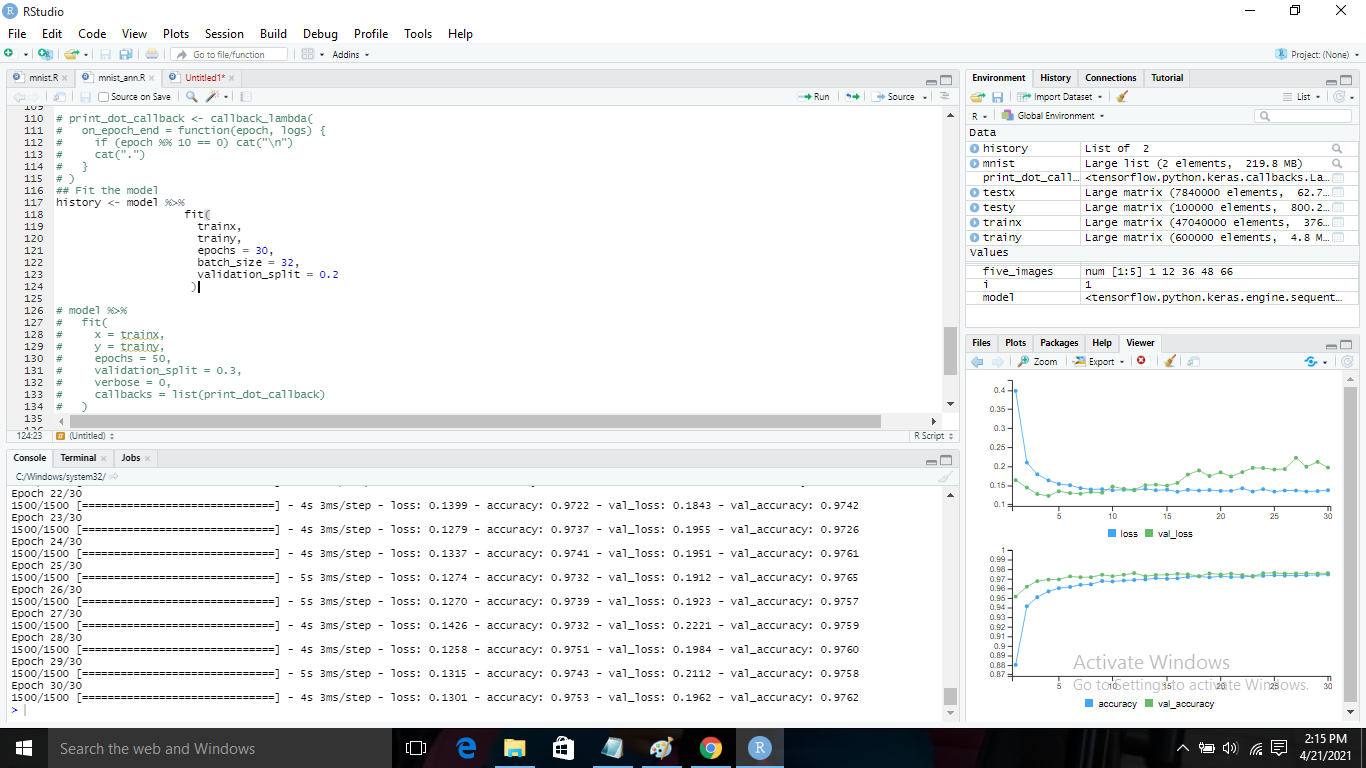 RStudio
File Edit Code View Plots Session Build Debug Profile Tools Help
Go to file/function Addins Project: (None)
mnist.R mnist_ann.R Untitled1*
Source on Save Run Source
109
110 # print_dot_callback <- callback_lambda(
111 #   on_epoch_end = function(epoch, logs) {
112 #     if (epoch %% 10 == 0) cat("\n")
113 #     cat(".")
114 #   }
115 # )
116 ## Fit the model
117 history <- model %>%
118 fit(
119 trainx,
120 trainy,
121 epochs = 30,
122 batch_size = 32,
123 validation_split = 0.2
124 )
125
126 # model %>%
127 #   fit(
128 #     x = trainx,
129 #     y = trainy,
130 #     epochs = 50,
131 #     validation_split = 0.3,
132 #     verbose = 0,
133 #     callbacks = list(print_dot_callback)
134 #   )
135
124:23 (Untitled) R Script
Console Terminal Jobs
C:/Windows/system32/
Epoch 22/30
1500/1500 [==============================] - 4s 3ms/step - loss: 0.1399 - accuracy: 0.9722 - val_loss: 0.1843 - val_accuracy: 0.9742
Epoch 23/30
1500/1500 [==============================] - 4s 3ms/step - loss: 0.1279 - accuracy: 0.9737 - val_loss: 0.1955 - val_accuracy: 0.9726
Epoch 24/30
1500/1500 [==============================] - 4s 3ms/step - loss: 0.1337 - accuracy: 0.9741 - val_loss: 0.1951 - val_accuracy: 0.9761
Epoch 25/30
1500/1500 [==============================] - 5s 3ms/step - loss: 0.1274 - accuracy: 0.9732 - val_loss: 0.1912 - val_accuracy: 0.9765
Epoch 26/30
1500/1500 [==============================] - 5s 3ms/step - loss: 0.1270 - accuracy: 0.9739 - val_loss: 0.1923 - val_accuracy: 0.9757
Epoch 27/30
1500/1500 [==============================] - 4s 3ms/step - loss: 0.1426 - accuracy: 0.9732 - val_loss: 0.2221 - val_accuracy: 0.9759
Epoch 28/30
1500/1500 [==============================] - 4s 3ms/step - loss: 0.1258 - accuracy: 0.9751 - val_loss: 0.1984 - val_accuracy: 0.9760
Epoch 29/30
1500/1500 [==============================] - 5s 3ms/step - loss: 0.1315 - accuracy: 0.9743 - val_loss: 0.2112 - val_accuracy: 0.9758
Epoch 30/30
1500/1500 [==============================] - 4s 3ms/step - loss: 0.1301 - accuracy: 0.9753 - val_loss: 0.1962 - val_accuracy: 0.9762
>
Environment History Connections Tutorial
Import Dataset List
R Global Environment
Data
history List of 2
mnist Large list (2 elements, 219.8 MB)
print_dot_call… <tensorflow.python.keras.callbacks.La…
testx Large matrix (7840000 elements, 62.7…
testy Large matrix (100000 elements, 800.2…
trainx Large matrix (47040000 elements, 376…
trainy Large matrix (600000 elements, 4.8 M…
Values
five_images num [1:5] 1 12 36 48 66
i 1
model <tensorflow.python.keras.engine.sequent…
Files Plots Packages Help Viewer
Zoom Export
0.4
0.35
0.3
0.25
0.2
0.15
0.1
5 10 15 20 25 30
loss val_loss
1
0.99
0.98
0.97
0.96
0.95
0.94
0.93
0.92
0.91
0.9
0.89
0.88
0.87
5 10 15 20 25 30
accuracy val_accuracy
Activate Windows
Go to Settings to activate Windows.
Search the web and Windows
2:15 PM
4/21/2021